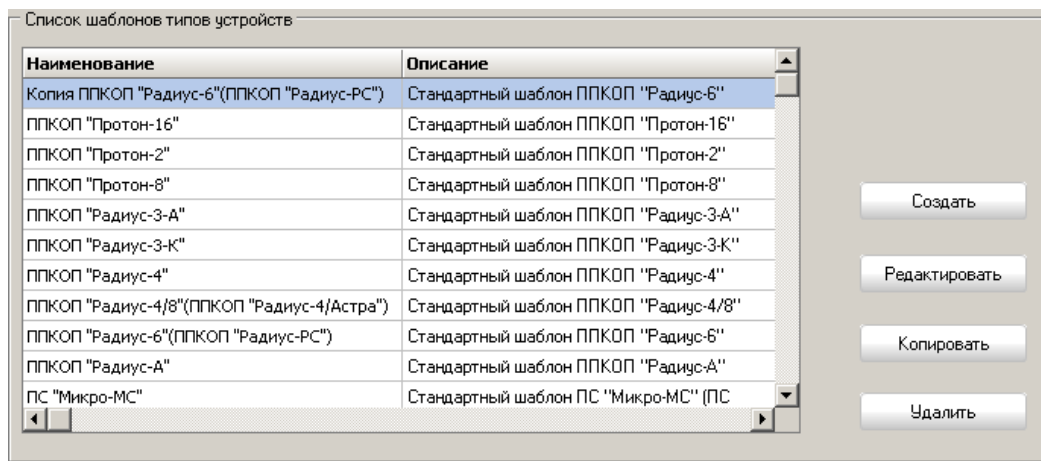 Список шаблонов типов устройств
Наименование Описание
Копия ППКОП "Радиус-6"(ППКОП "Радиус-РС") Стандартный шаблон ППКОП "Радиус-6"
ППКОП "Протон-16" Стандартный шаблон ППКОП "Протон-16"
ППКОП "Протон-2" Стандартный шаблон ППКОП "Протон-2"
ППКОП "Протон-8" Стандартный шаблон ППКОП "Протон-8"
Создать
ППКОП "Радиус-3-А" Стандартный шаблон ППКОП "Радиус-3-А"
ППКОП "Радиус-3-К" Стандартный шаблон ППКОП "Радиус-3-К"
ППКОП "Радиус-4" Стандартный шаблон ППКОП "Радиус-4"
Редактировать
ППКОП "Радиус-4/8"(ППКОП "Радиус-4/Астра") Стандартный шаблон ППКОП "Радиус-4/8"
ППКОП "Радиус-6"(ППКОП "Радиус-РС") Стандартный шаблон ППКОП "Радиус-6"
Копировать
ППКОП "Радиус-А" Стандартный шаблон ППКОП "Радиус-А"
ПС "Микро-МС" Стандартный шаблон ПС "Микро-МС" (ПС
Удалить